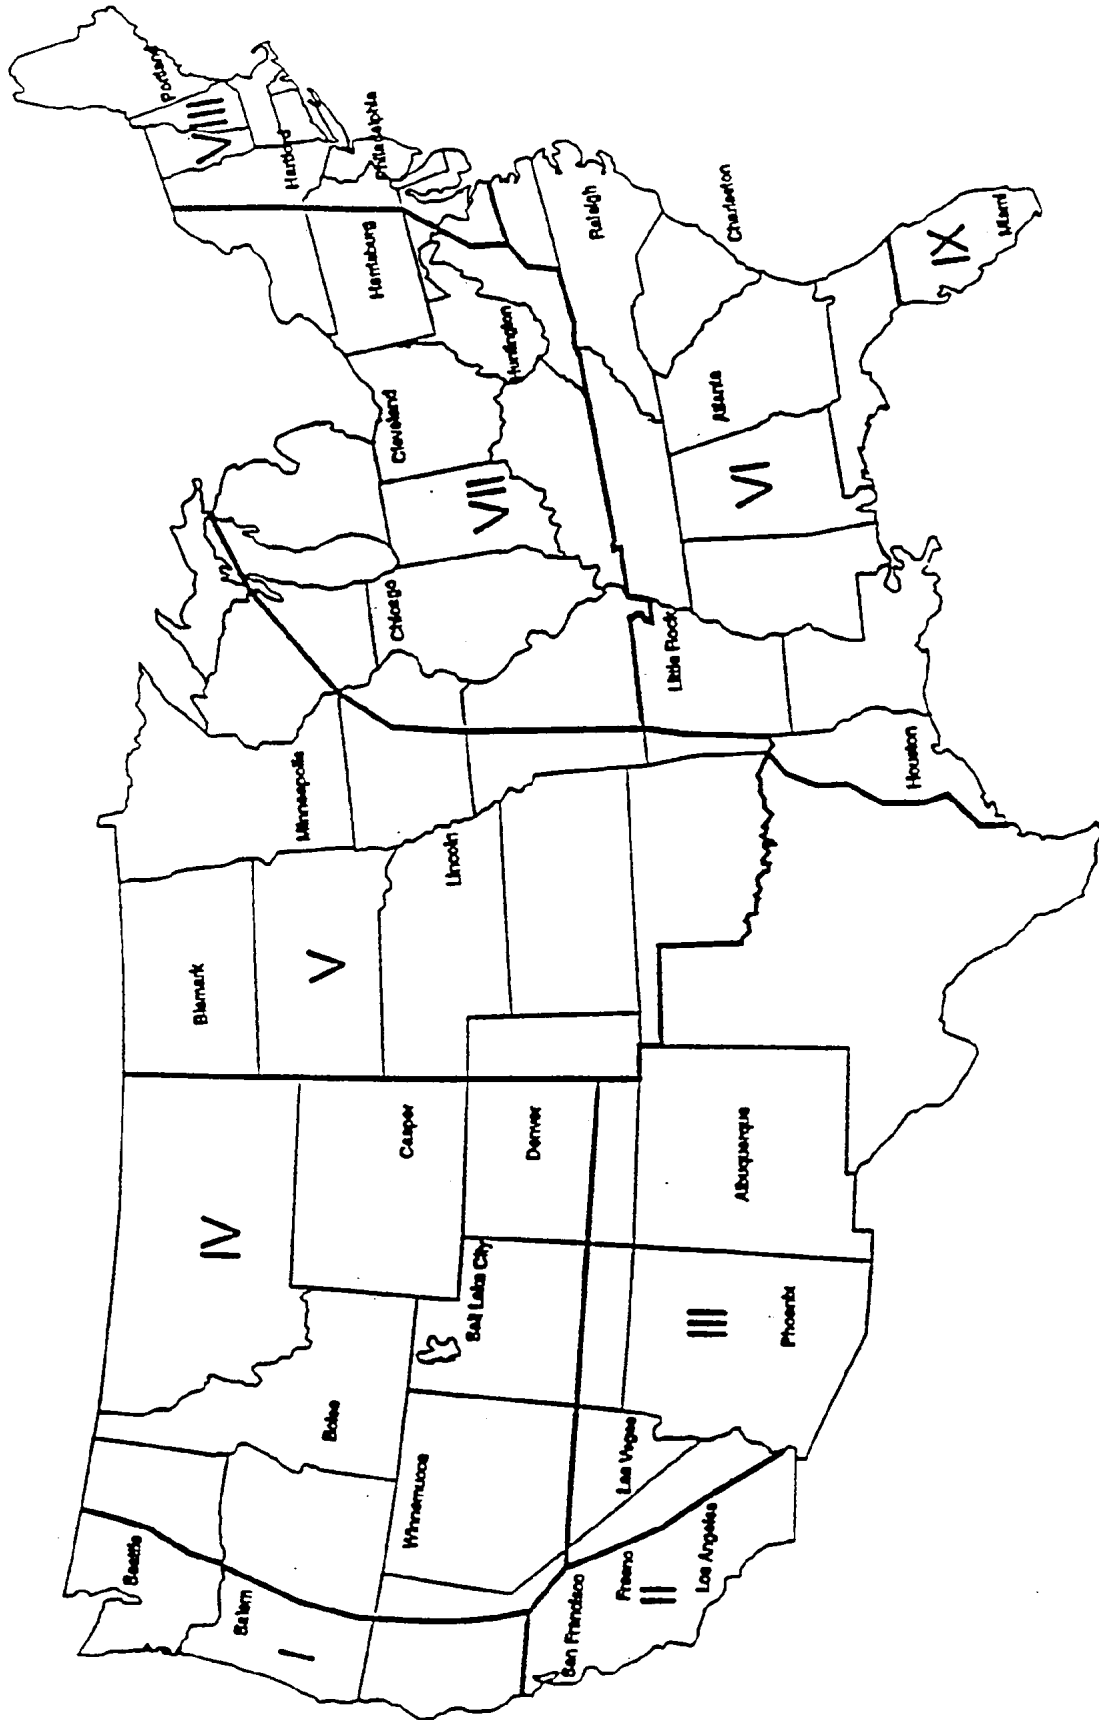 Seattle
Salem
I
San Francisco
Fresno
II
Los Angeles
Winnemucca
Las Vegas
Boise
Salt Lake City
III
Phoenix
IV
Casper
Denver
Albuquerque
Bismark
V
Lincoln
Minneapolis
Houston
Little Rock
Chicago
VI
Atlanta
VII
Cleveland
Huntington
Harrisburg
Raleigh
Charleston
VIII
Portland
Hartford
Philadelphia
IX
Miami